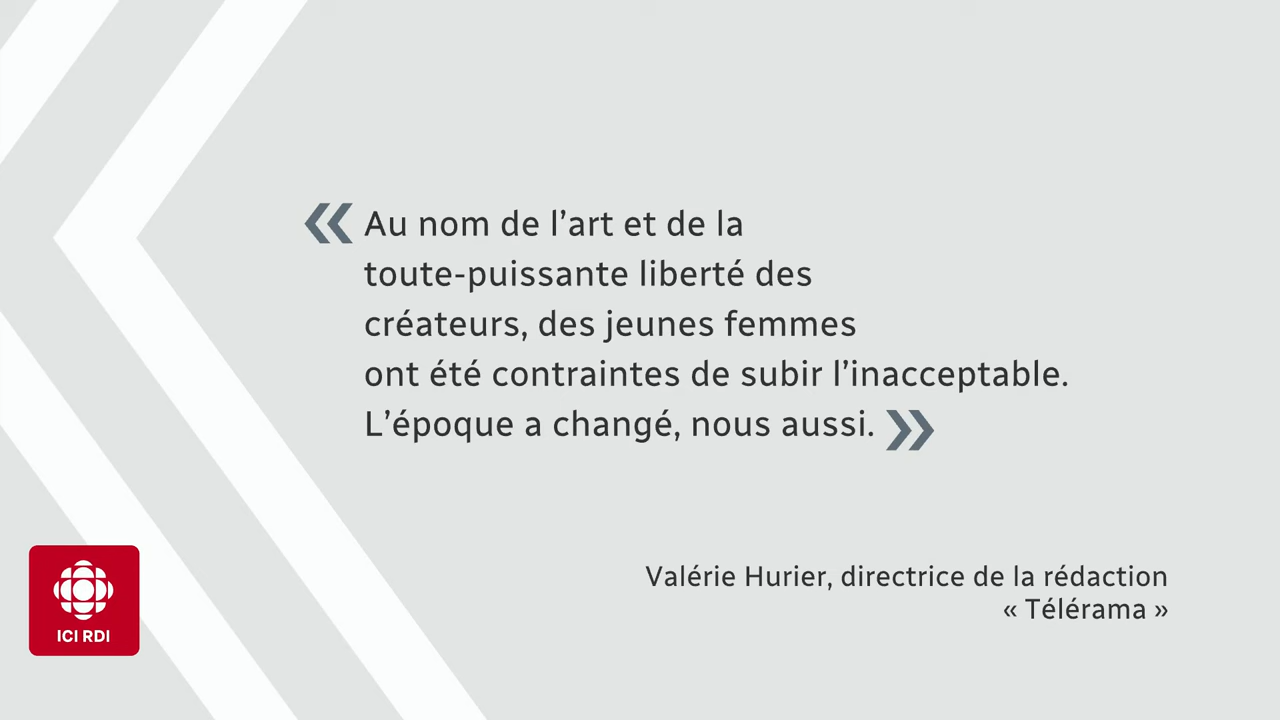 « Au nom de l’art et de la
toute-puissante liberté des
créateurs, des jeunes femmes
ont été contraintes de subir l’inacceptable.
L’époque a changé, nous aussi. »
Valérie Hurier, directrice de la rédaction
« Télérama »
ICI RDI